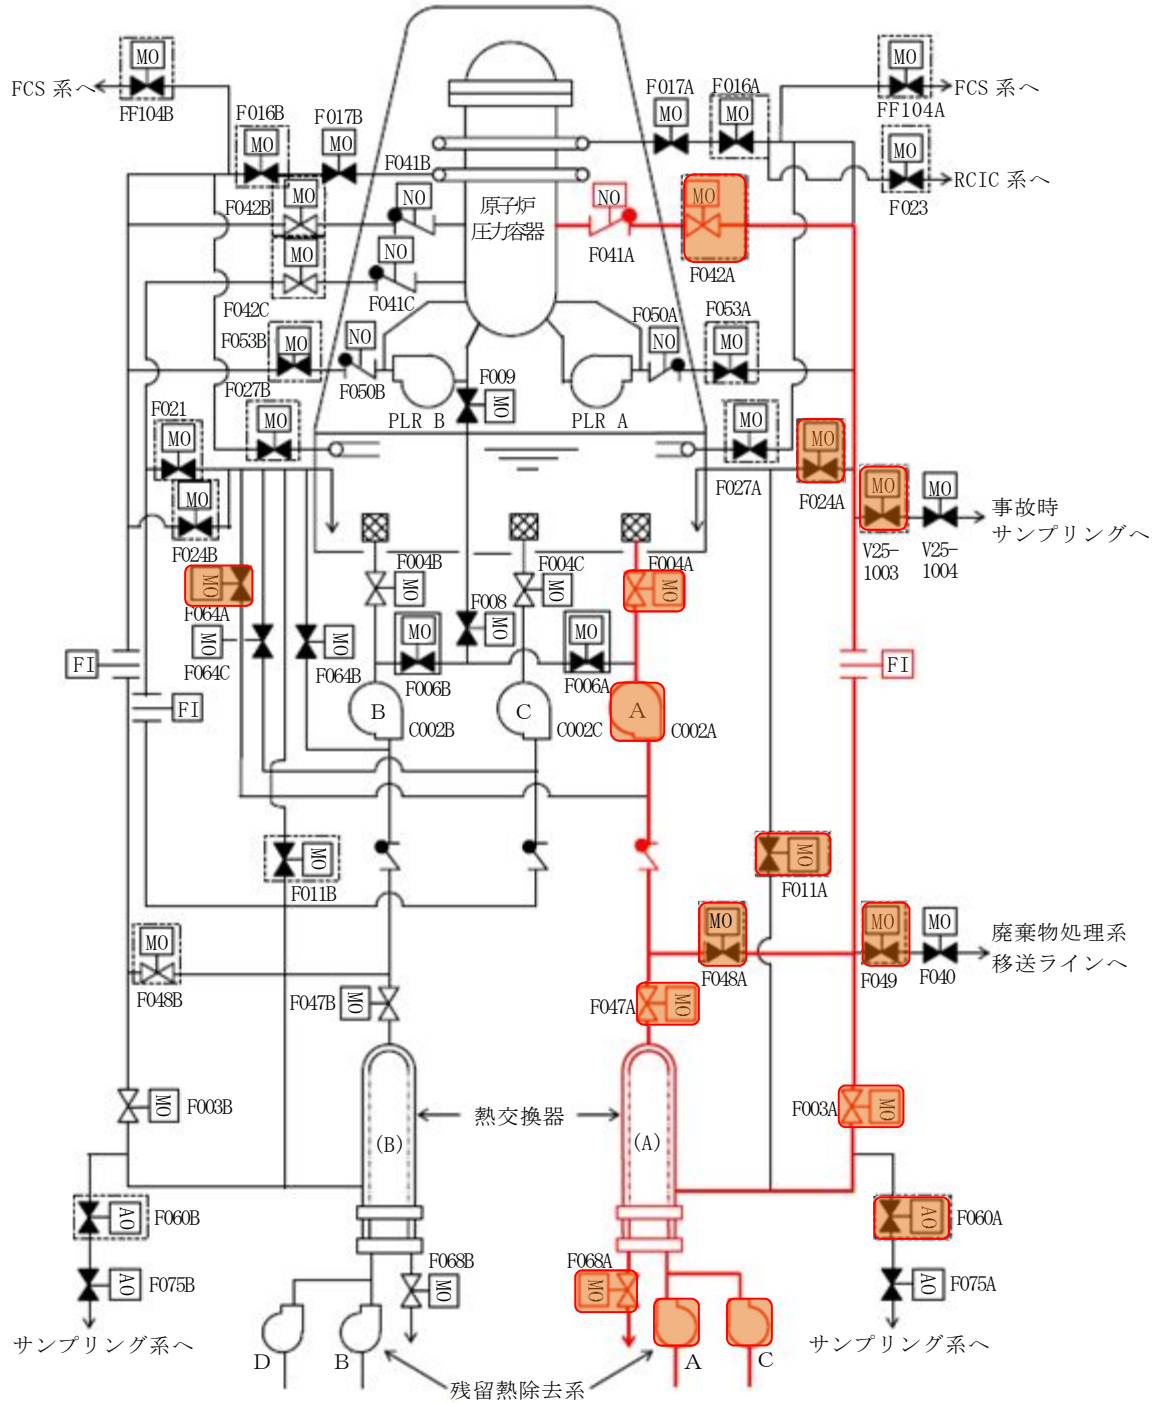 MO
MO
FCS 系へ
FF104B
F016B
F017B
MO
MO
F017A
F016A
MO
MO
FF104A
FCS 系へ
MO
RCIC 系へ
F023
F041B
NO
F042B
MO
原子炉
圧力容器
NO
F041A
MO
F042A
NO
MO
F042C
F041C
F053B
MO
NO
F050B
F050A
NO
F053A
MO
F027B
MO
PLR B
F009
MO
PLR A
F021
MO
MO
F024B
MO
F027A
MO
F024A
MO
MO
V25-
1003
V25-
1004
事故時
サンプリングへ
MO
F064A
MO
F064C
MO
F064B
F004B
MO
F004C
MO
F004A
MO
F008
MO
MO
F006B
MO
F006A
FI
FI
FI
B
C002B
C
C002C
A
C002A
MO
F011B
MO
F011A
MO
F048B
MO
F048A
MO
F049
MO
F040
廃棄物処理系
移送ラインへ
F047B
MO
F047A
MO
F003B
MO
F003A
MO
熱交換器
(B)
(A)
AO
F060B
AO
F060A
AO
F075B
AO
F075A
サンプリング系へ
サンプリング系へ
F068B
MO
F068A
MO
D
B
A
C
残留熱除去系